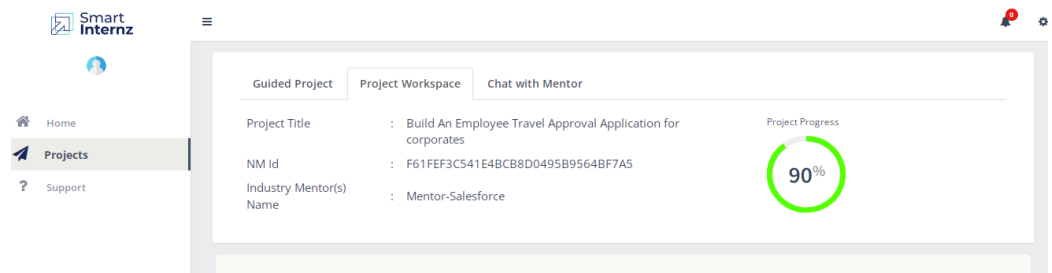 Smart
Internz
0
Guided Project
Project Workspace
Chat with Mentor
Home
Projects
Support
Project Title : Build An Employee Travel Approval Application for
corporates
NM Id : F61FEF3C541E4BCB8D0495B9564BF7A5
Industry Mentor(s)
Name : Mentor-Salesforce
Project Progress
90%